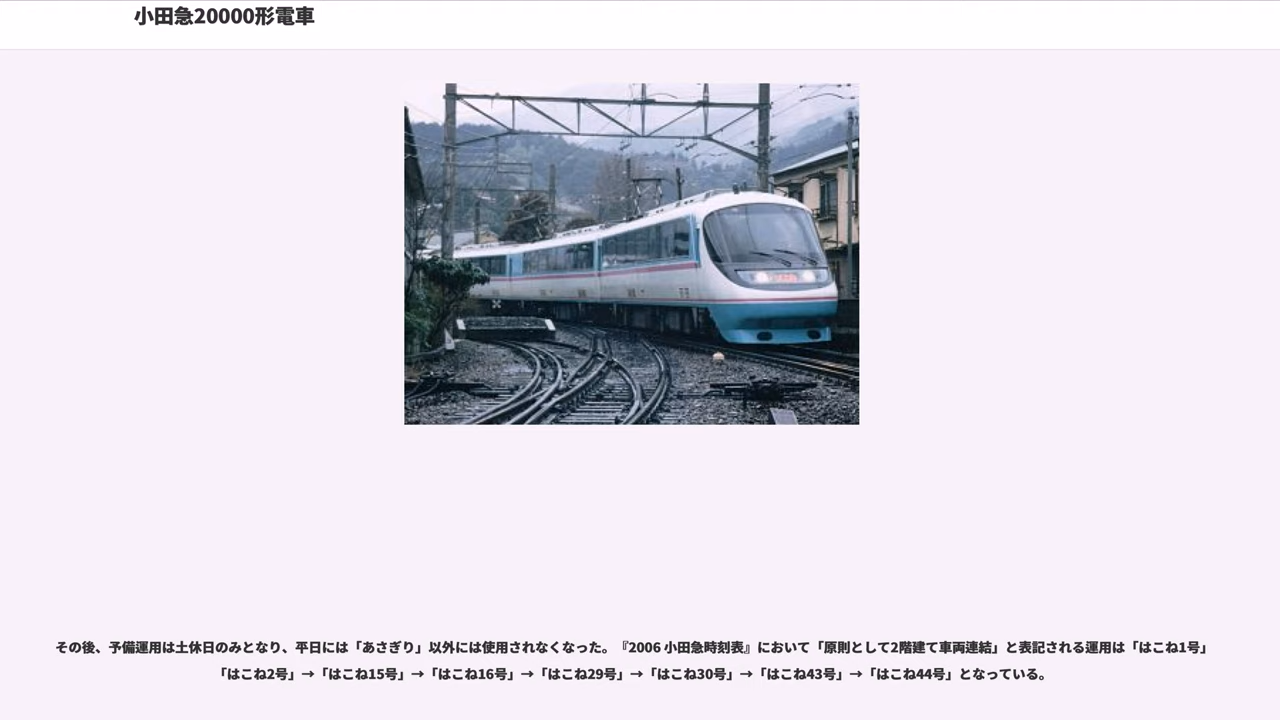 小田急20000形電車
その後、予備運用は土休日のみとなり、平日には「あさぎり」以外には使用されなくなった。『2006 小田急時刻表』において「原則として2階建て車両連結」と表記される運用は「はこね1号」
「はこね2号」→「はこね15号」→「はこね16号」→「はこね29号」→「はこね30号」→「はこね43号」→「はこね44号」となっている。